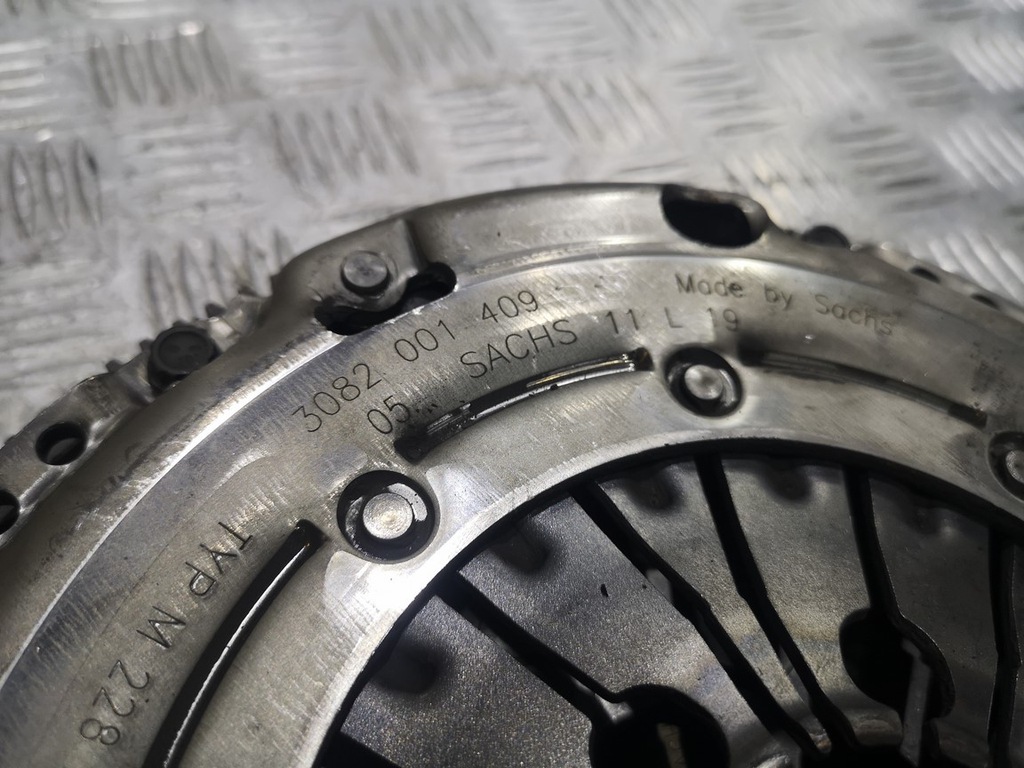 3082 001 409
Made by Sachs
05 SACHS 11 L 19
TYP M 228